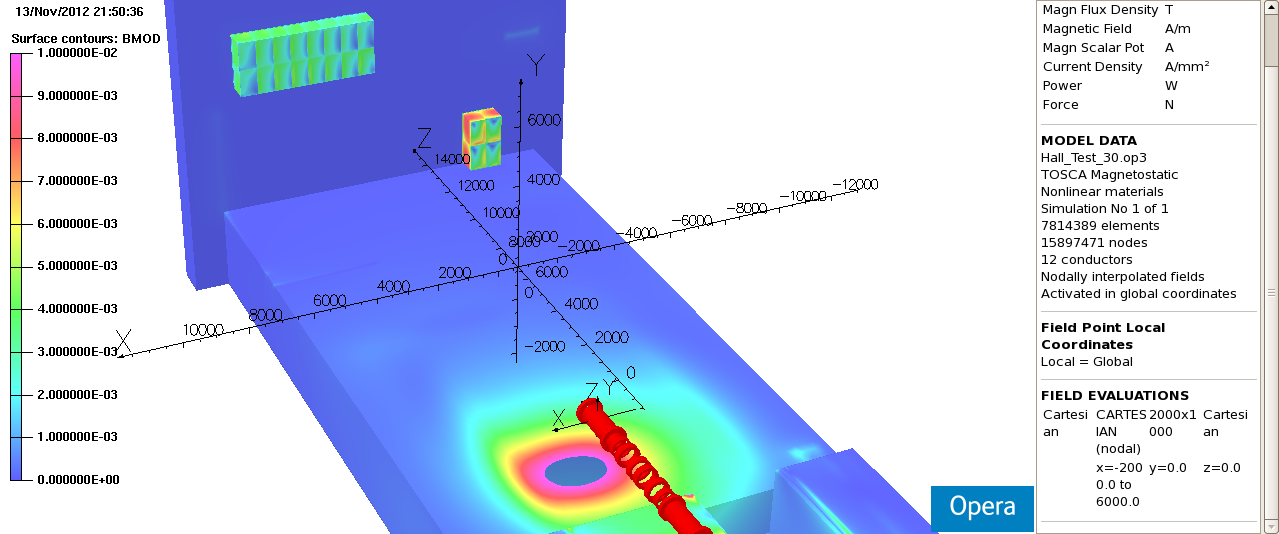 13/Nov/2012 21:50:36
Surface contours: BMOD
1.000000E-02
9.000000E-03
8.000000E-03
7.000000E-03
6.000000E-03
5.000000E-03
4.000000E-03
3.000000E-03
2.000000E-03
1.000000E-03
0.000000E+00
Y
6000
4000
2000
0
−2000
Z
14000
12000
10000
8000
6000
4000
2000
0
X
10000
8000
6000
4000
2000
0
−2000
−4000
−6000
−8000
−10000
−12000
X
Z
Y
Opera
Magn Flux Density T
Magnetic Field A/m
Magn Scalar Pot A
Current Density A/mm²
Power W
Force N
MODEL DATA
Hall_Test_30.op3
TOSCA Magnetostatic
Nonlinear materials
Simulation No 1 of 1
7814389 elements
15897471 nodes
12 conductors
Nodally interpolated fields
Activated in global coordinates
Field Point Local
Coordinates
Local = Global
FIELD EVALUATIONS
Cartesi CARTES 2000x1 Cartesi
an IAN 000 an
(nodal)
x=-200 y=0.0 z=0.0
0.0 to
6000.0